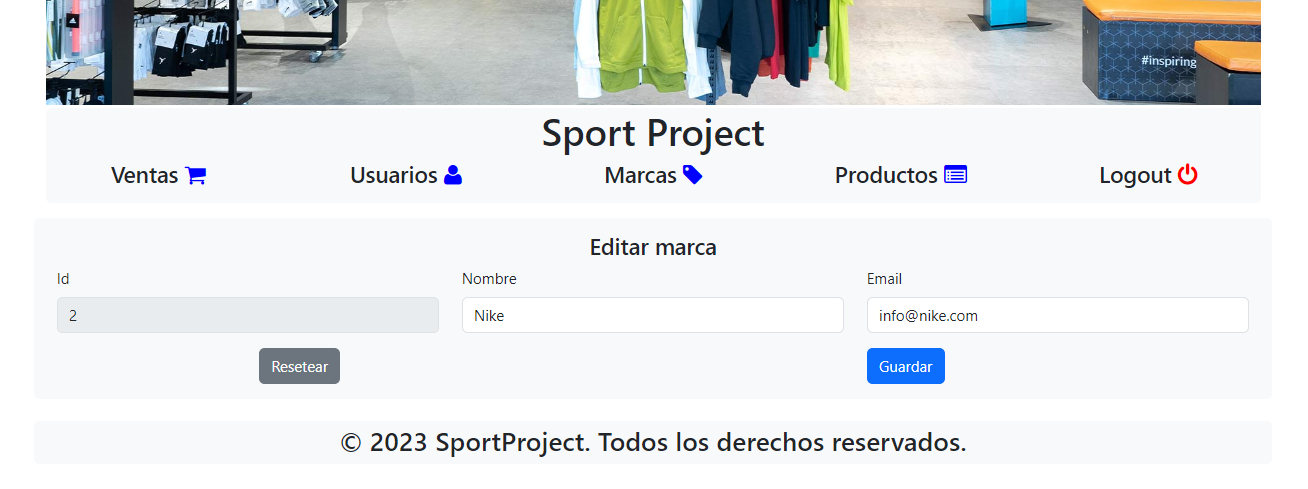 #inspiring
Sport Project
Ventas Usuarios Marcas Productos Logout
Editar marca
Id Nombre Email
2 Nike info@nike.com
Resetear Guardar
© 2023 SportProject. Todos los derechos reservados.